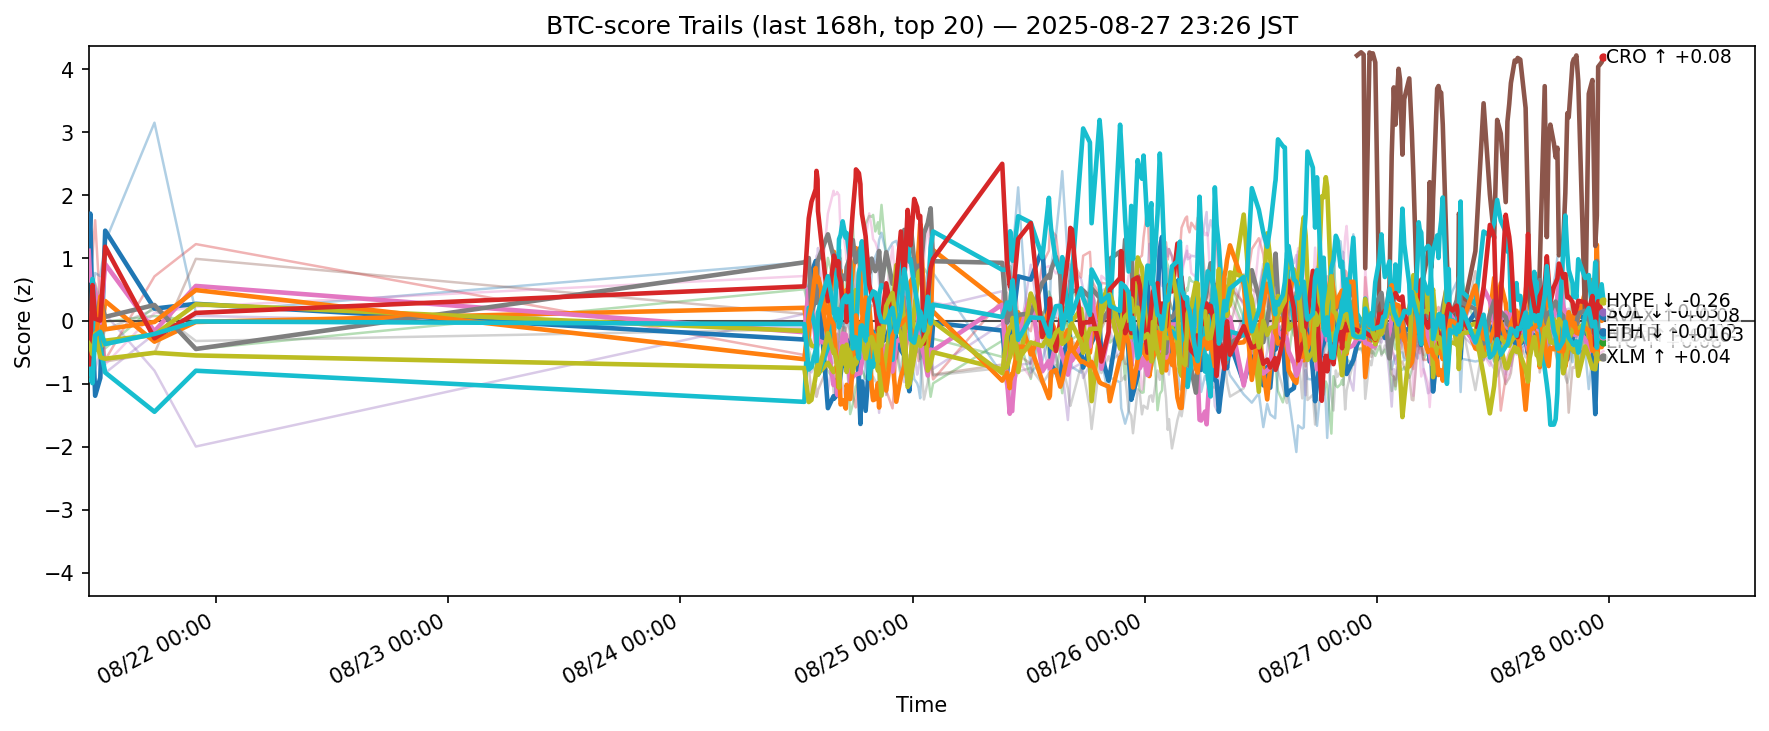 BTC-score Trails (last 168h, top 20) — 2025-08-27 23:26 JST
Score (z)
4
3
2
1
0
−1
−2
−3
−4
CRO ↑ +0.08
HYPE ↓ -0.26
SOL ↓ -0.03
ETH ↓ -0.01
XLM ↑ +0.04
08/22 00:00
08/23 00:00
08/24 00:00
08/25 00:00
08/26 00:00
08/27 00:00
08/28 00:00
Time